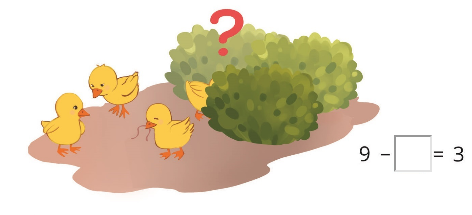 ?
9 - □ = 3